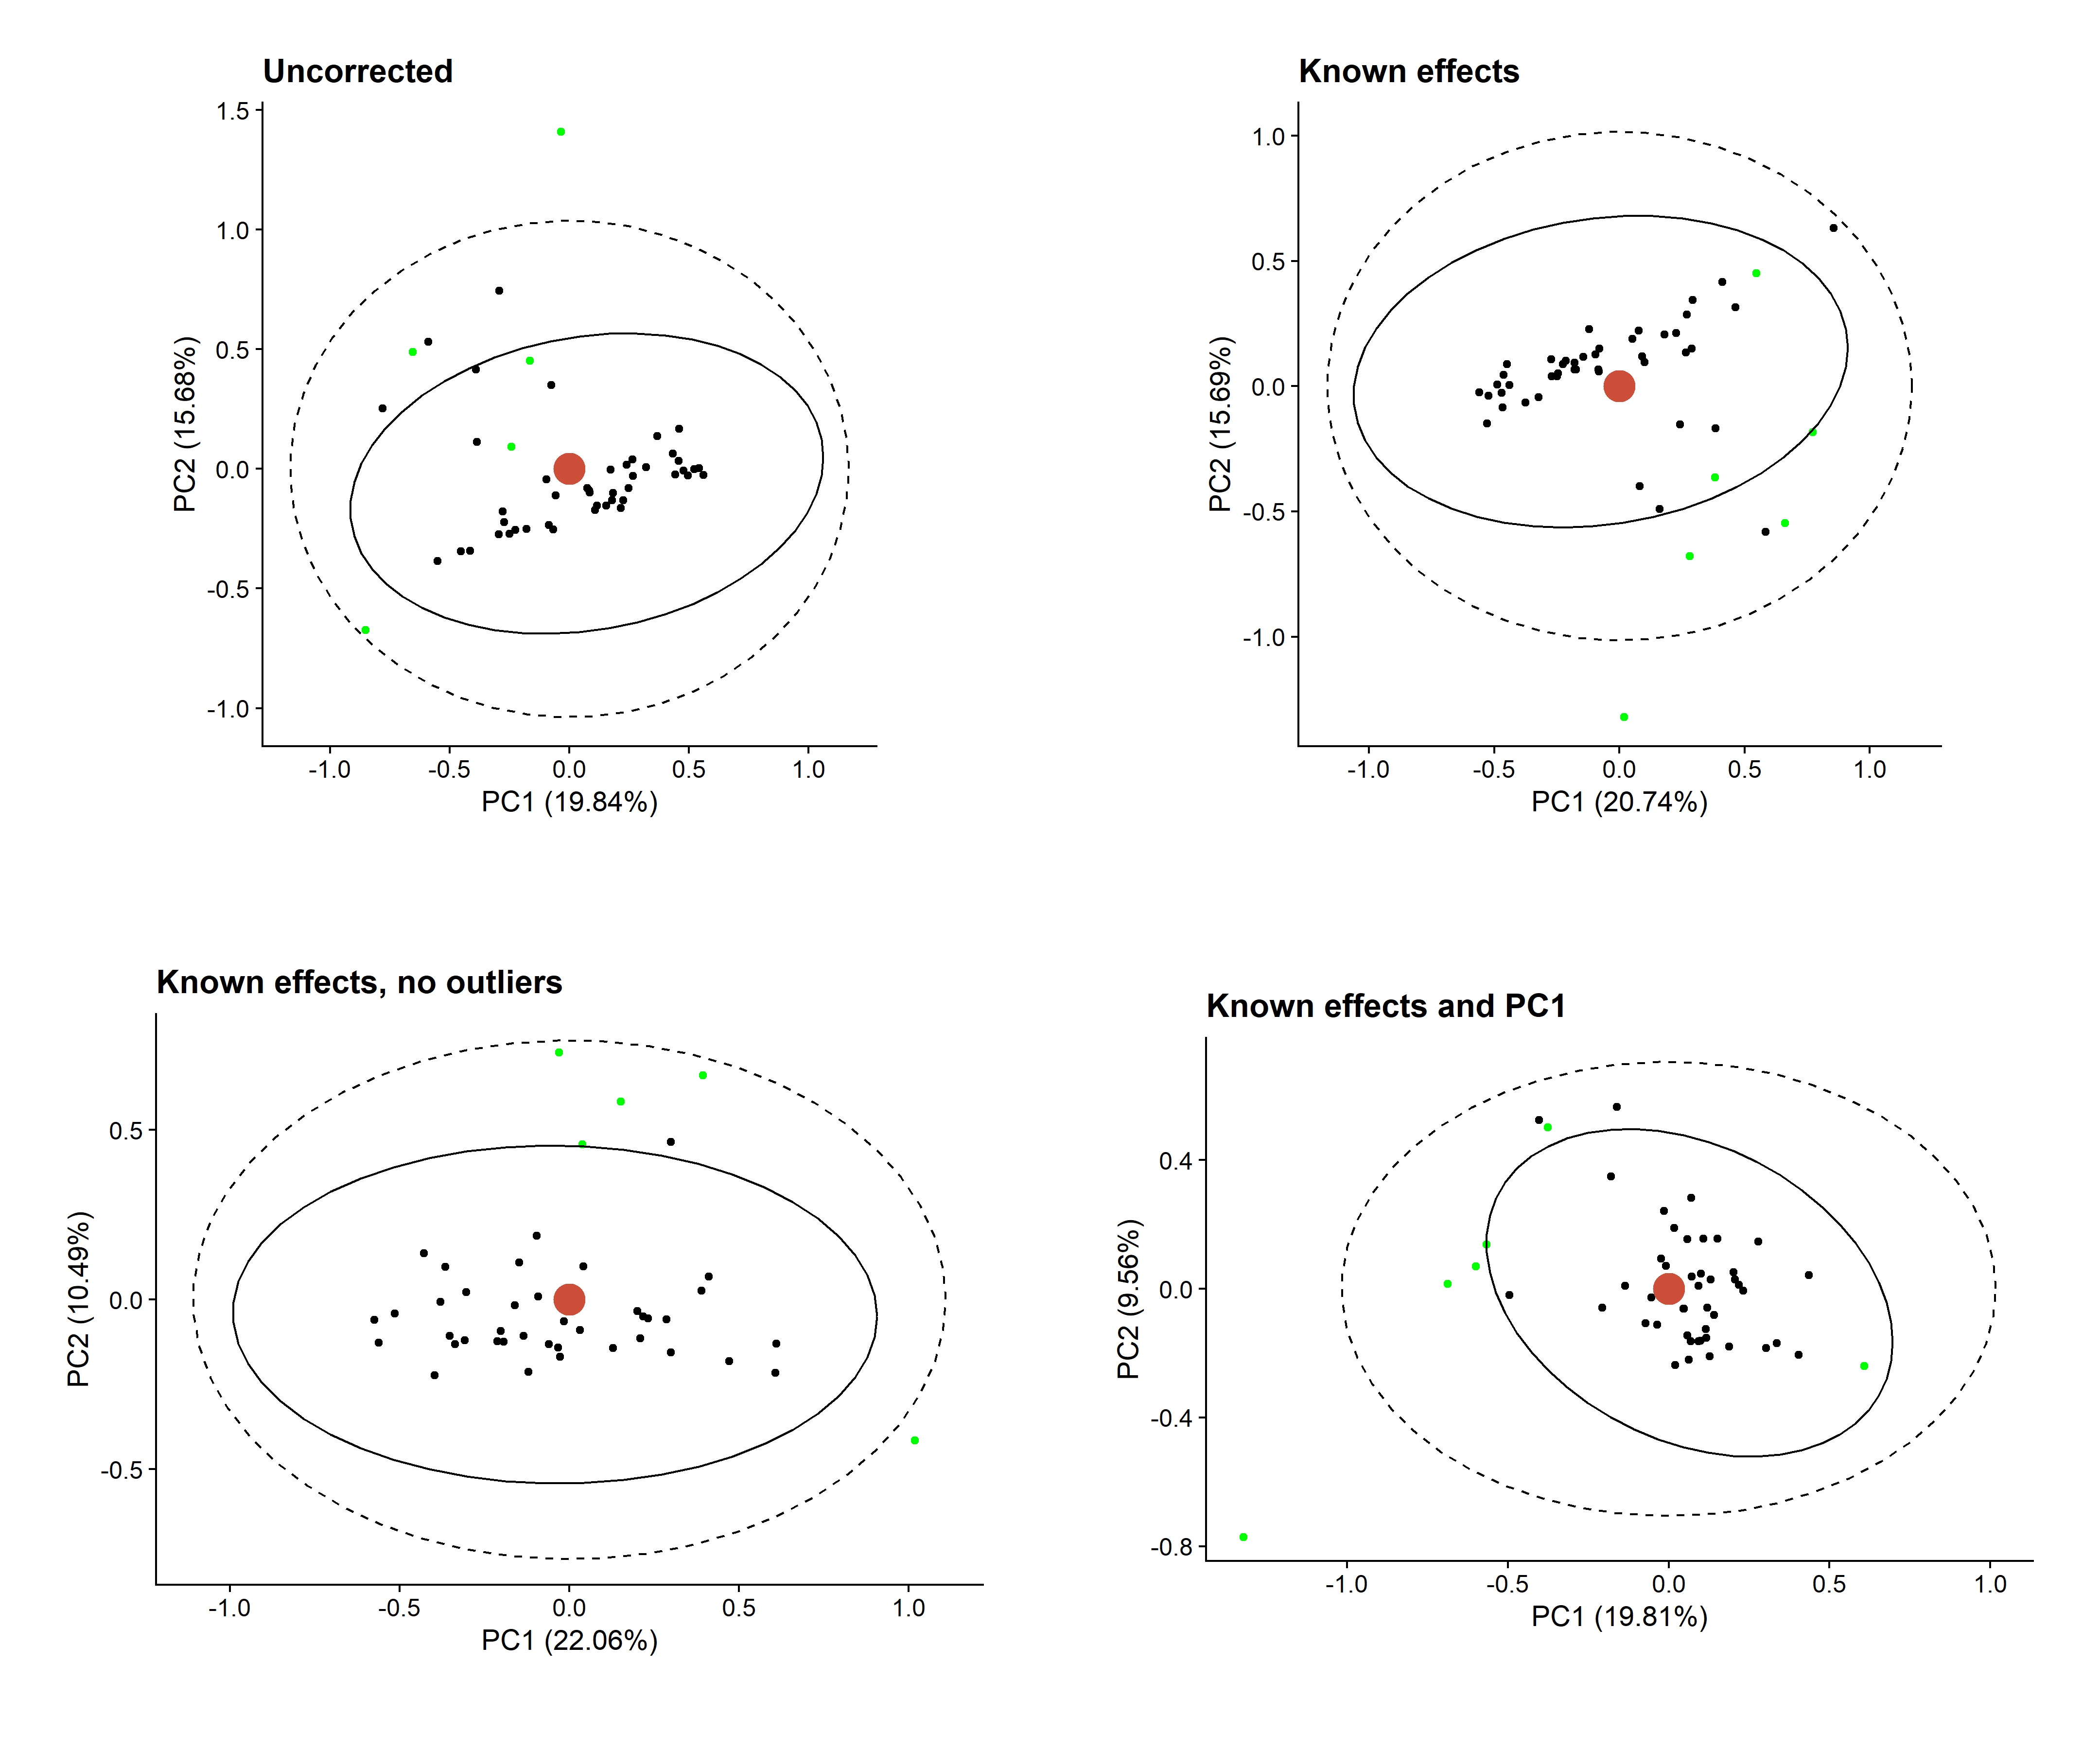 Uncorrected
1.5
1.0
0.5
0.0
-0.5
-1.0
PC2 (15.68%)
-1.0 -0.5 0.0 0.5 1.0
PC1 (19.84%)
Known effects
1.0
0.5
0.0
-0.5
-1.0
PC2 (15.69%)
-1.0 -0.5 0.0 0.5 1.0
PC1 (20.74%)
Known effects, no outliers
0.5
0.0
-0.5
PC2 (10.49%)
-1.0 -0.5 0.0 0.5 1.0
PC1 (22.06%)
Known effects and PC1
0.4
0.0
-0.4
-0.8
PC2 (9.56%)
-1.0 -0.5 0.0 0.5 1.0
PC1 (19.81%)